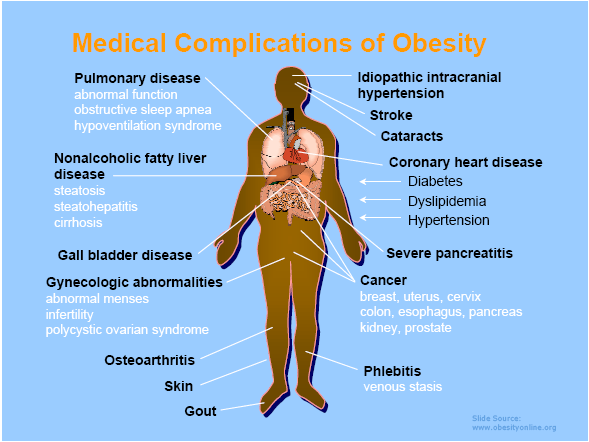 Medical Complications of Obesity
Pulmonary disease
abnormal function
obstructive sleep apnea
hypoventilation syndrome
Nonalcoholic fatty liver
disease
steatosis
steatohepatitis
cirrhosis
Gall bladder disease
Gynecologic abnormalities
abnormal menses
infertility
polycystic ovarian syndrome
Osteoarthritis
Skin
Gout
Idiopathic intracranial
hypertension
Stroke
Cataracts
Coronary heart disease
Diabetes
Dyslipidemia
Hypertension
Severe pancreatitis
Cancer
breast, uterus, cervix
colon, esophagus, pancreas
kidney, prostate
Phlebitis
venous stasis
Slide Source:
www.obesityonline.org